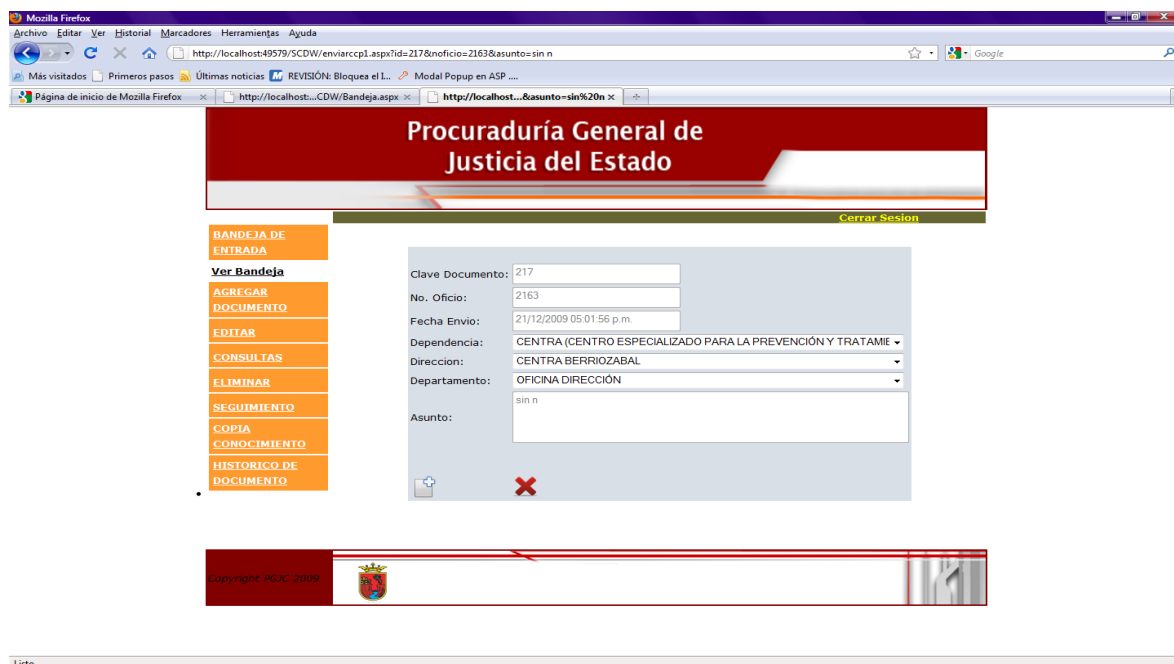 Mozilla Firefox
Archivo Editar Ver Historial Marcadores Herramientas Ayuda
http://localhost:49579/SCDW/enviarccp1.aspx?id=217&noficio=2163&asunto=sin n
Google
Más visitados Primeros pasos Últimas noticias REVISIÓN: Bloquea el I... Modal Popup en ASP ....
Página de inicio de Mozilla Firefox http://localhost:...CDW/Bandeja.aspx http://localhost...&asunto=sin%20n
Procuraduría General de
Justicia del Estado
Cerrar Sesion
BANDEJA DE
ENTRADA
Ver Bandeja
AGREGAR
DOCUMENTO
EDITAR
CONSULTAS
ELIMINAR
SEGUIMIENTO
COPIA
CONOCIMIENTO
HISTORICO DE
DOCUMENTO
Clave Documento: 217
No. Oficio: 2163
Fecha Envio: 21/12/2009 05:01:56 p.m.
Dependencia: CENTRA (CENTRO ESPECIALIZADO PARA LA PREVENCIÓN Y TRATAMIE
Direccion: CENTRA BERRIOZABAL
Departamento: OFICINA DIRECCIÓN
Asunto: sin n
Copyright PGJC 2009
Listo